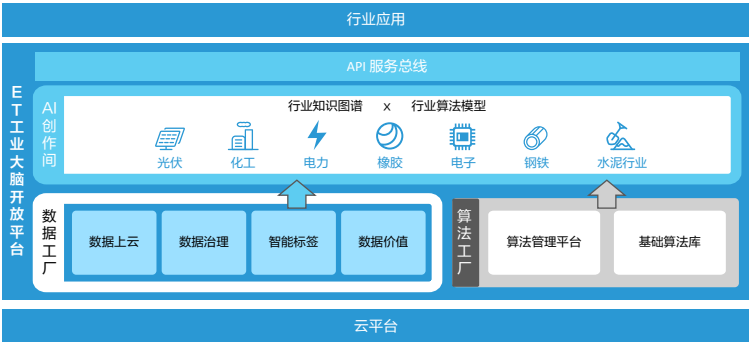 行业应用
ET工业大脑开放平台
API 服务总线
AI创作间
行业知识图谱 x 行业算法模型
光伏 化工 电力 橡胶 电子 钢铁 水泥行业
数据工厂
数据上云 数据治理 智能标签 数据价值
算法工厂
算法管理平台 基础算法库
云平台